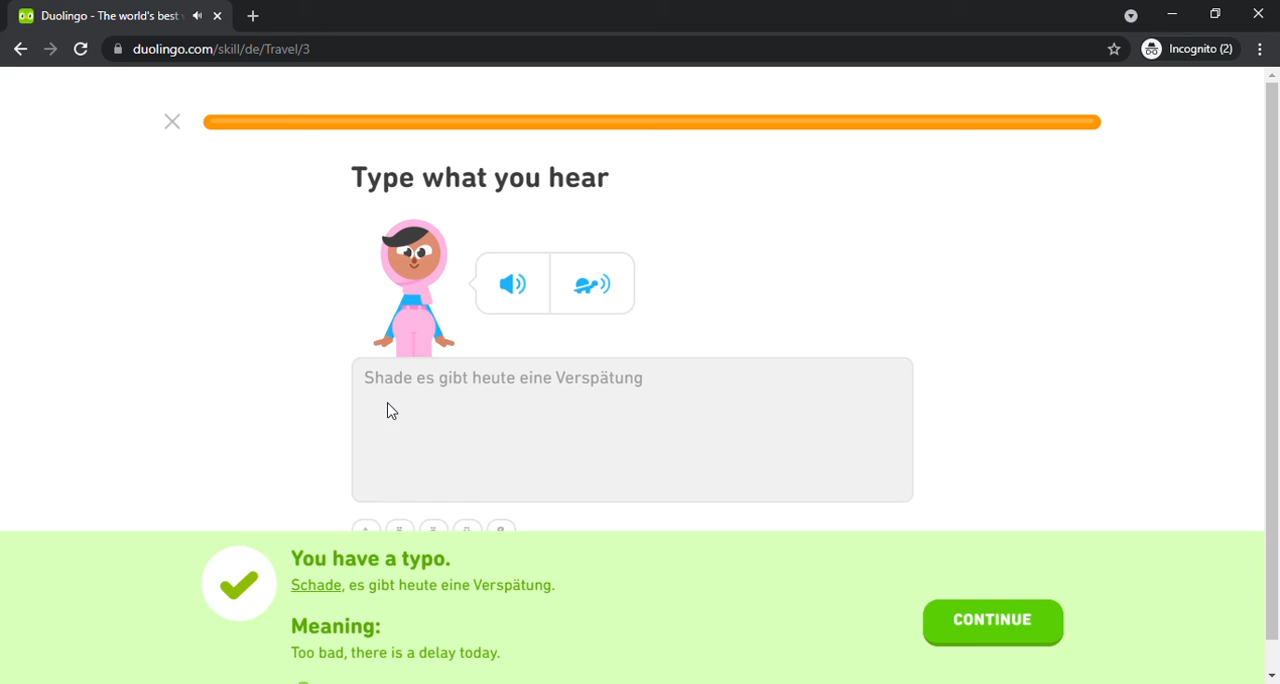 Duolingo - The world's best
duolingo.com/skill/de/Travel/3
Incognito (2)
Type what you hear
Shade es gibt heute eine Verspätung
You have a typo.
Schade, es gibt heute eine Verspätung.
Meaning:
Too bad, there is a delay today.
CONTINUE